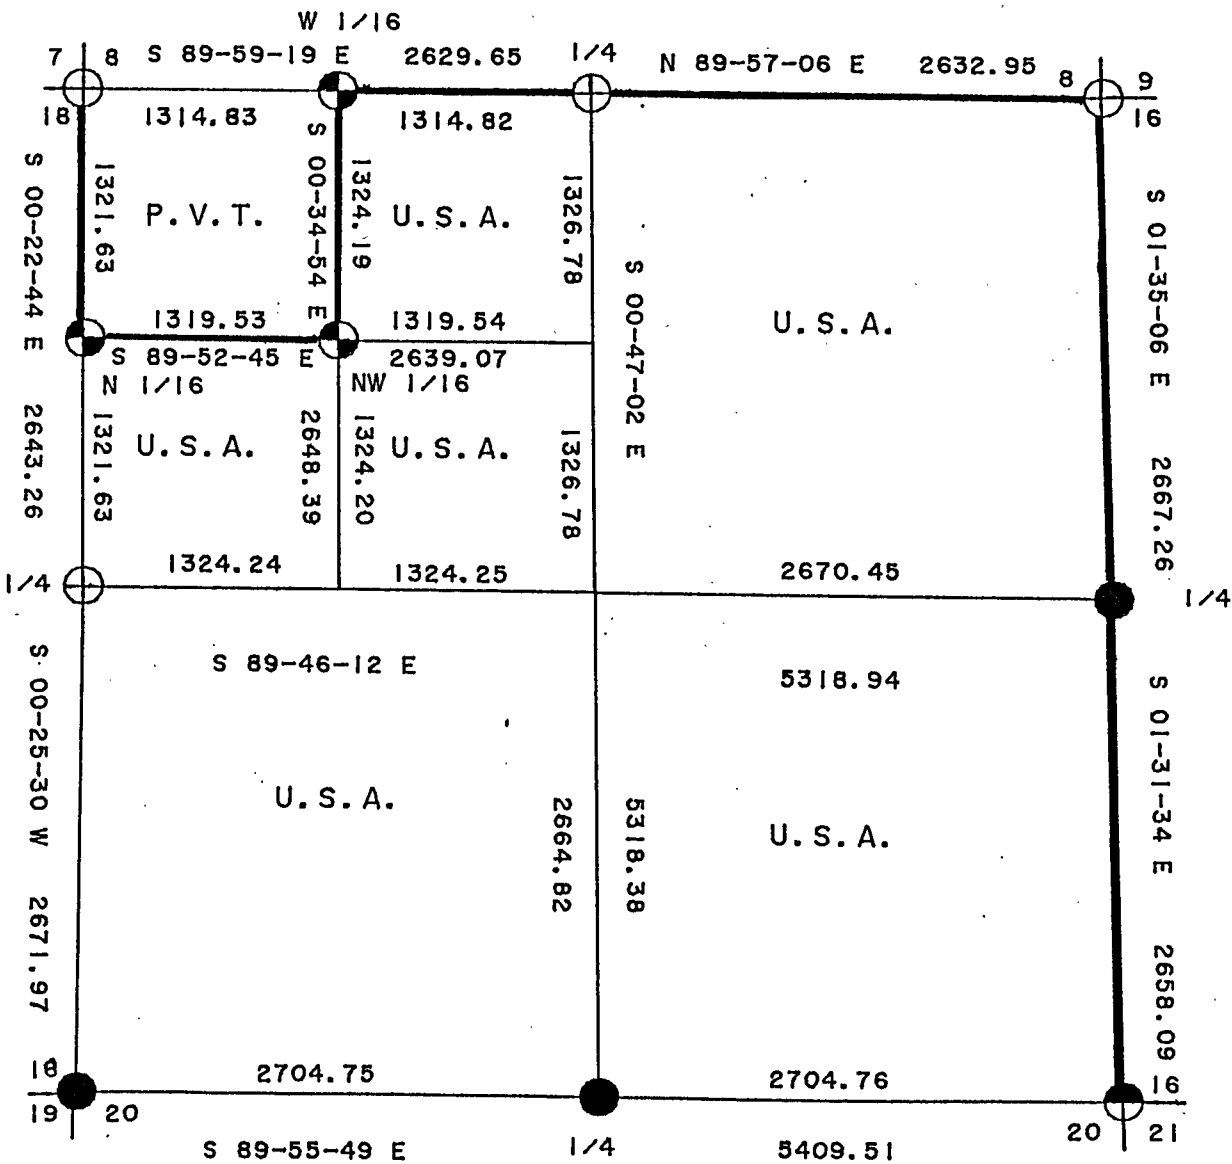 W 1/16
7 8 S 89-59-19 E 2629.65 1/4 N 89-57-06 E 2632.95 8 9
18 1314.83 1314.82 16
S 00-22-44 E 2643.26
1321.63
P.V.T.
S 00-34-54 E
1324.19
U.S.A.
1326.78
S 00-47-02 E
U.S.A.
S 01-35-06 E 2667.26
1319.53 1319.54
S 89-52-45 E 2639.07
N 1/16 NW 1/16
1321.63
U.S.A.
2648.39
1324.20
U.S.A.
1326.78
1/4 1324.24 1324.25 2670.45 1/4
S 89-46-12 E 5318.94
S 00-25-30 W 2671.97
U.S.A.
2664.82
5318.38
U.S.A.
S 01-31-34 E 2658.09
18 2704.75 2704.76 16
19 20 1/4 20 21
S 89-55-49 E 5409.51